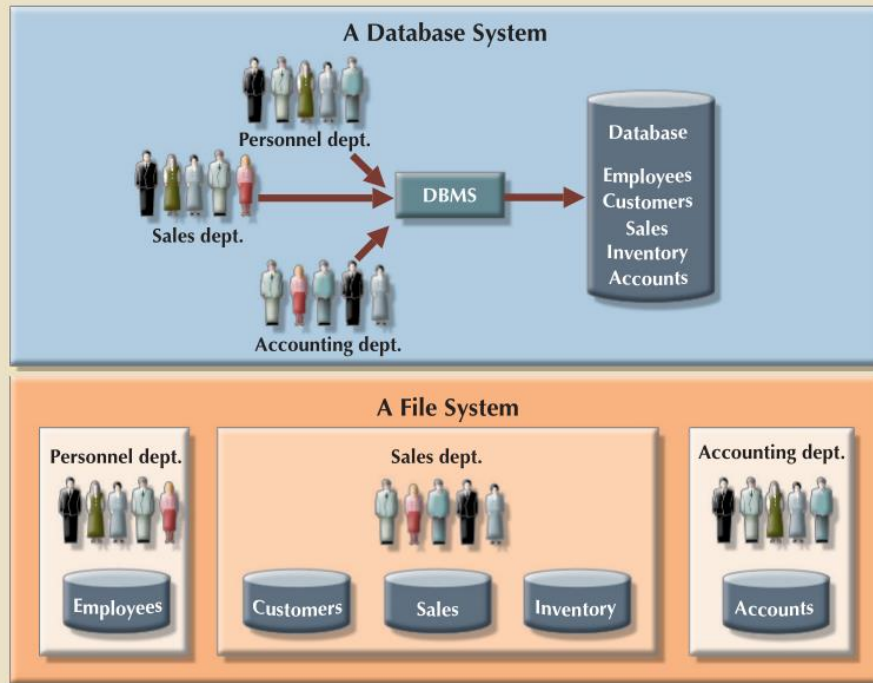 A Database System
Personnel dept.
Sales dept.
Accounting dept.
DBMS
Database
Employees
Customers
Sales
Inventory
Accounts
A File System
Personnel dept.
Employees
Sales dept.
Customers
Sales
Inventory
Accounting dept.
Accounts